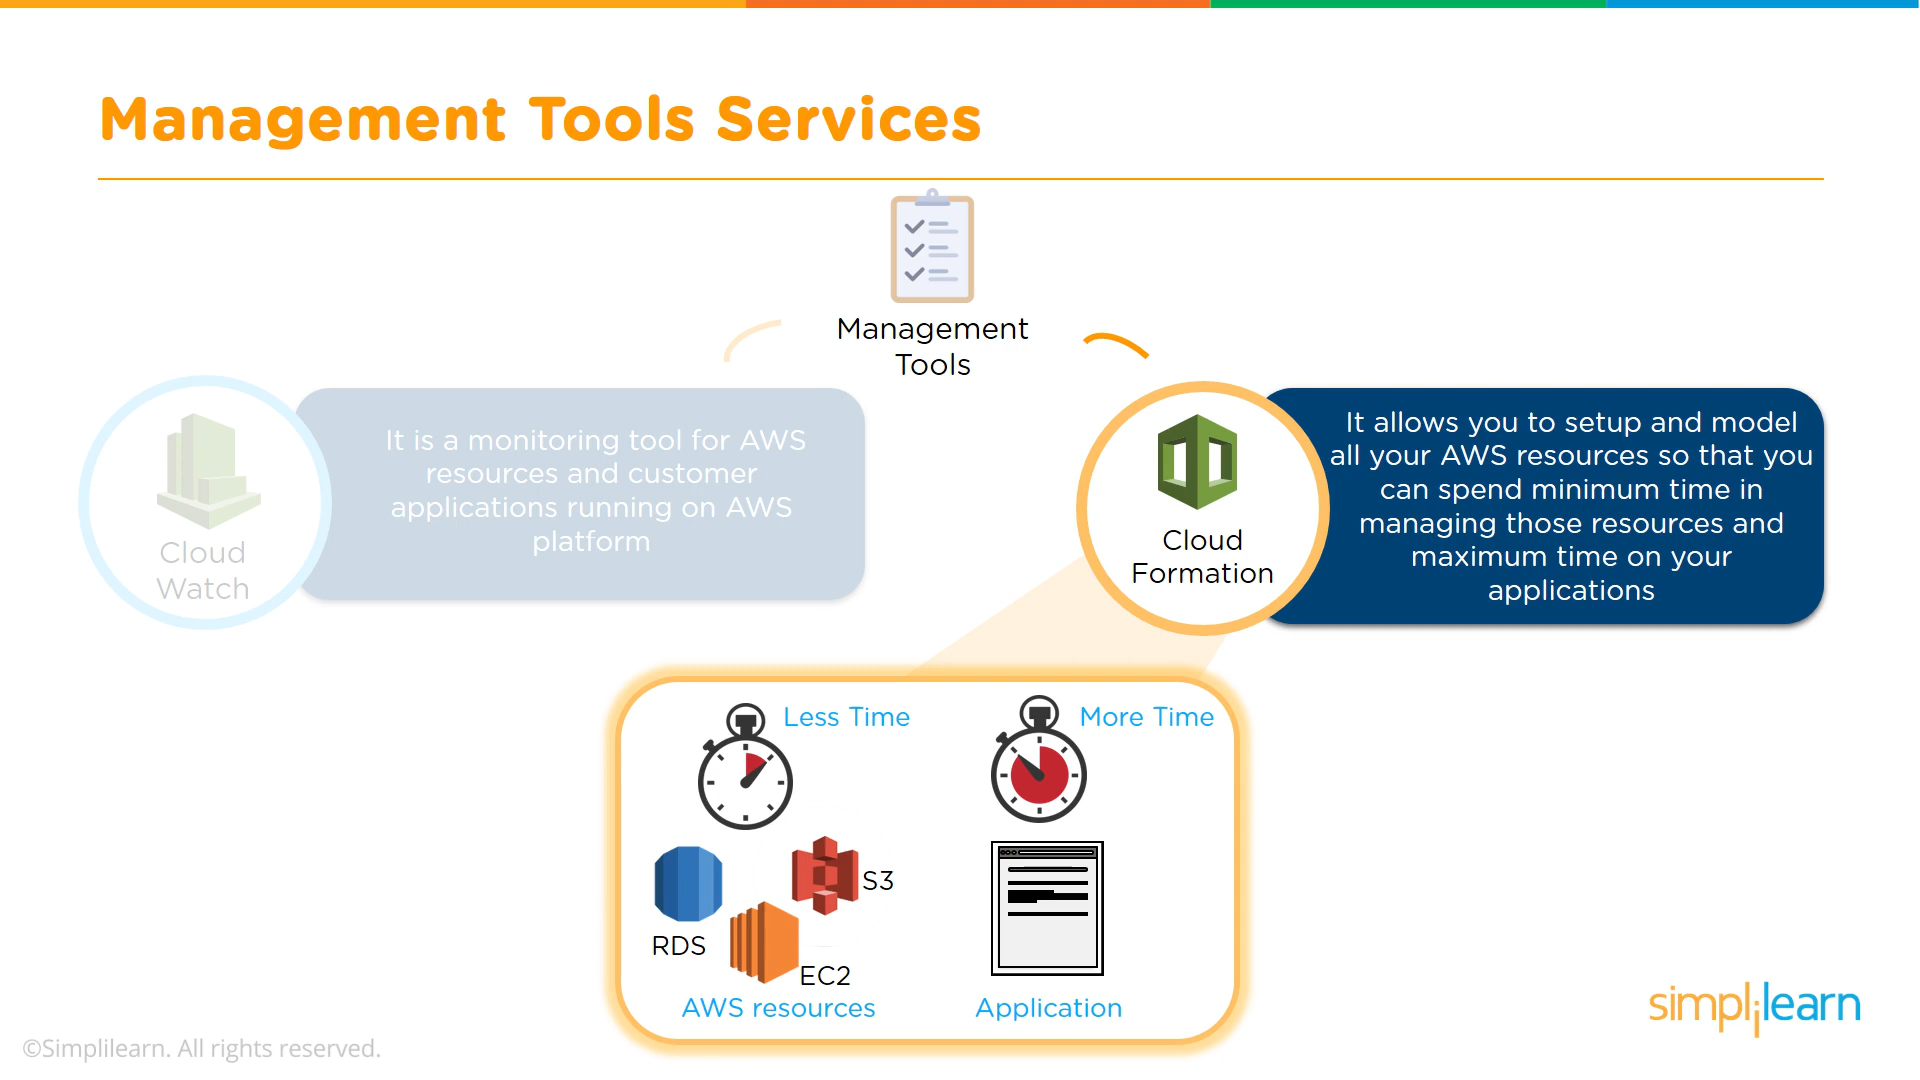 Management Tools Services
Management
Tools
It is a monitoring tool for AWS
resources and customer
applications running on AWS
platform
Cloud
Watch
Cloud
Formation
It allows you to setup and model
all your AWS resources so that you
can spend minimum time in
managing those resources and
maximum time on your
applications
Less Time
More Time
S3
RDS
EC2
AWS resources
Application
simplilearn
©Simplilearn. All rights reserved.